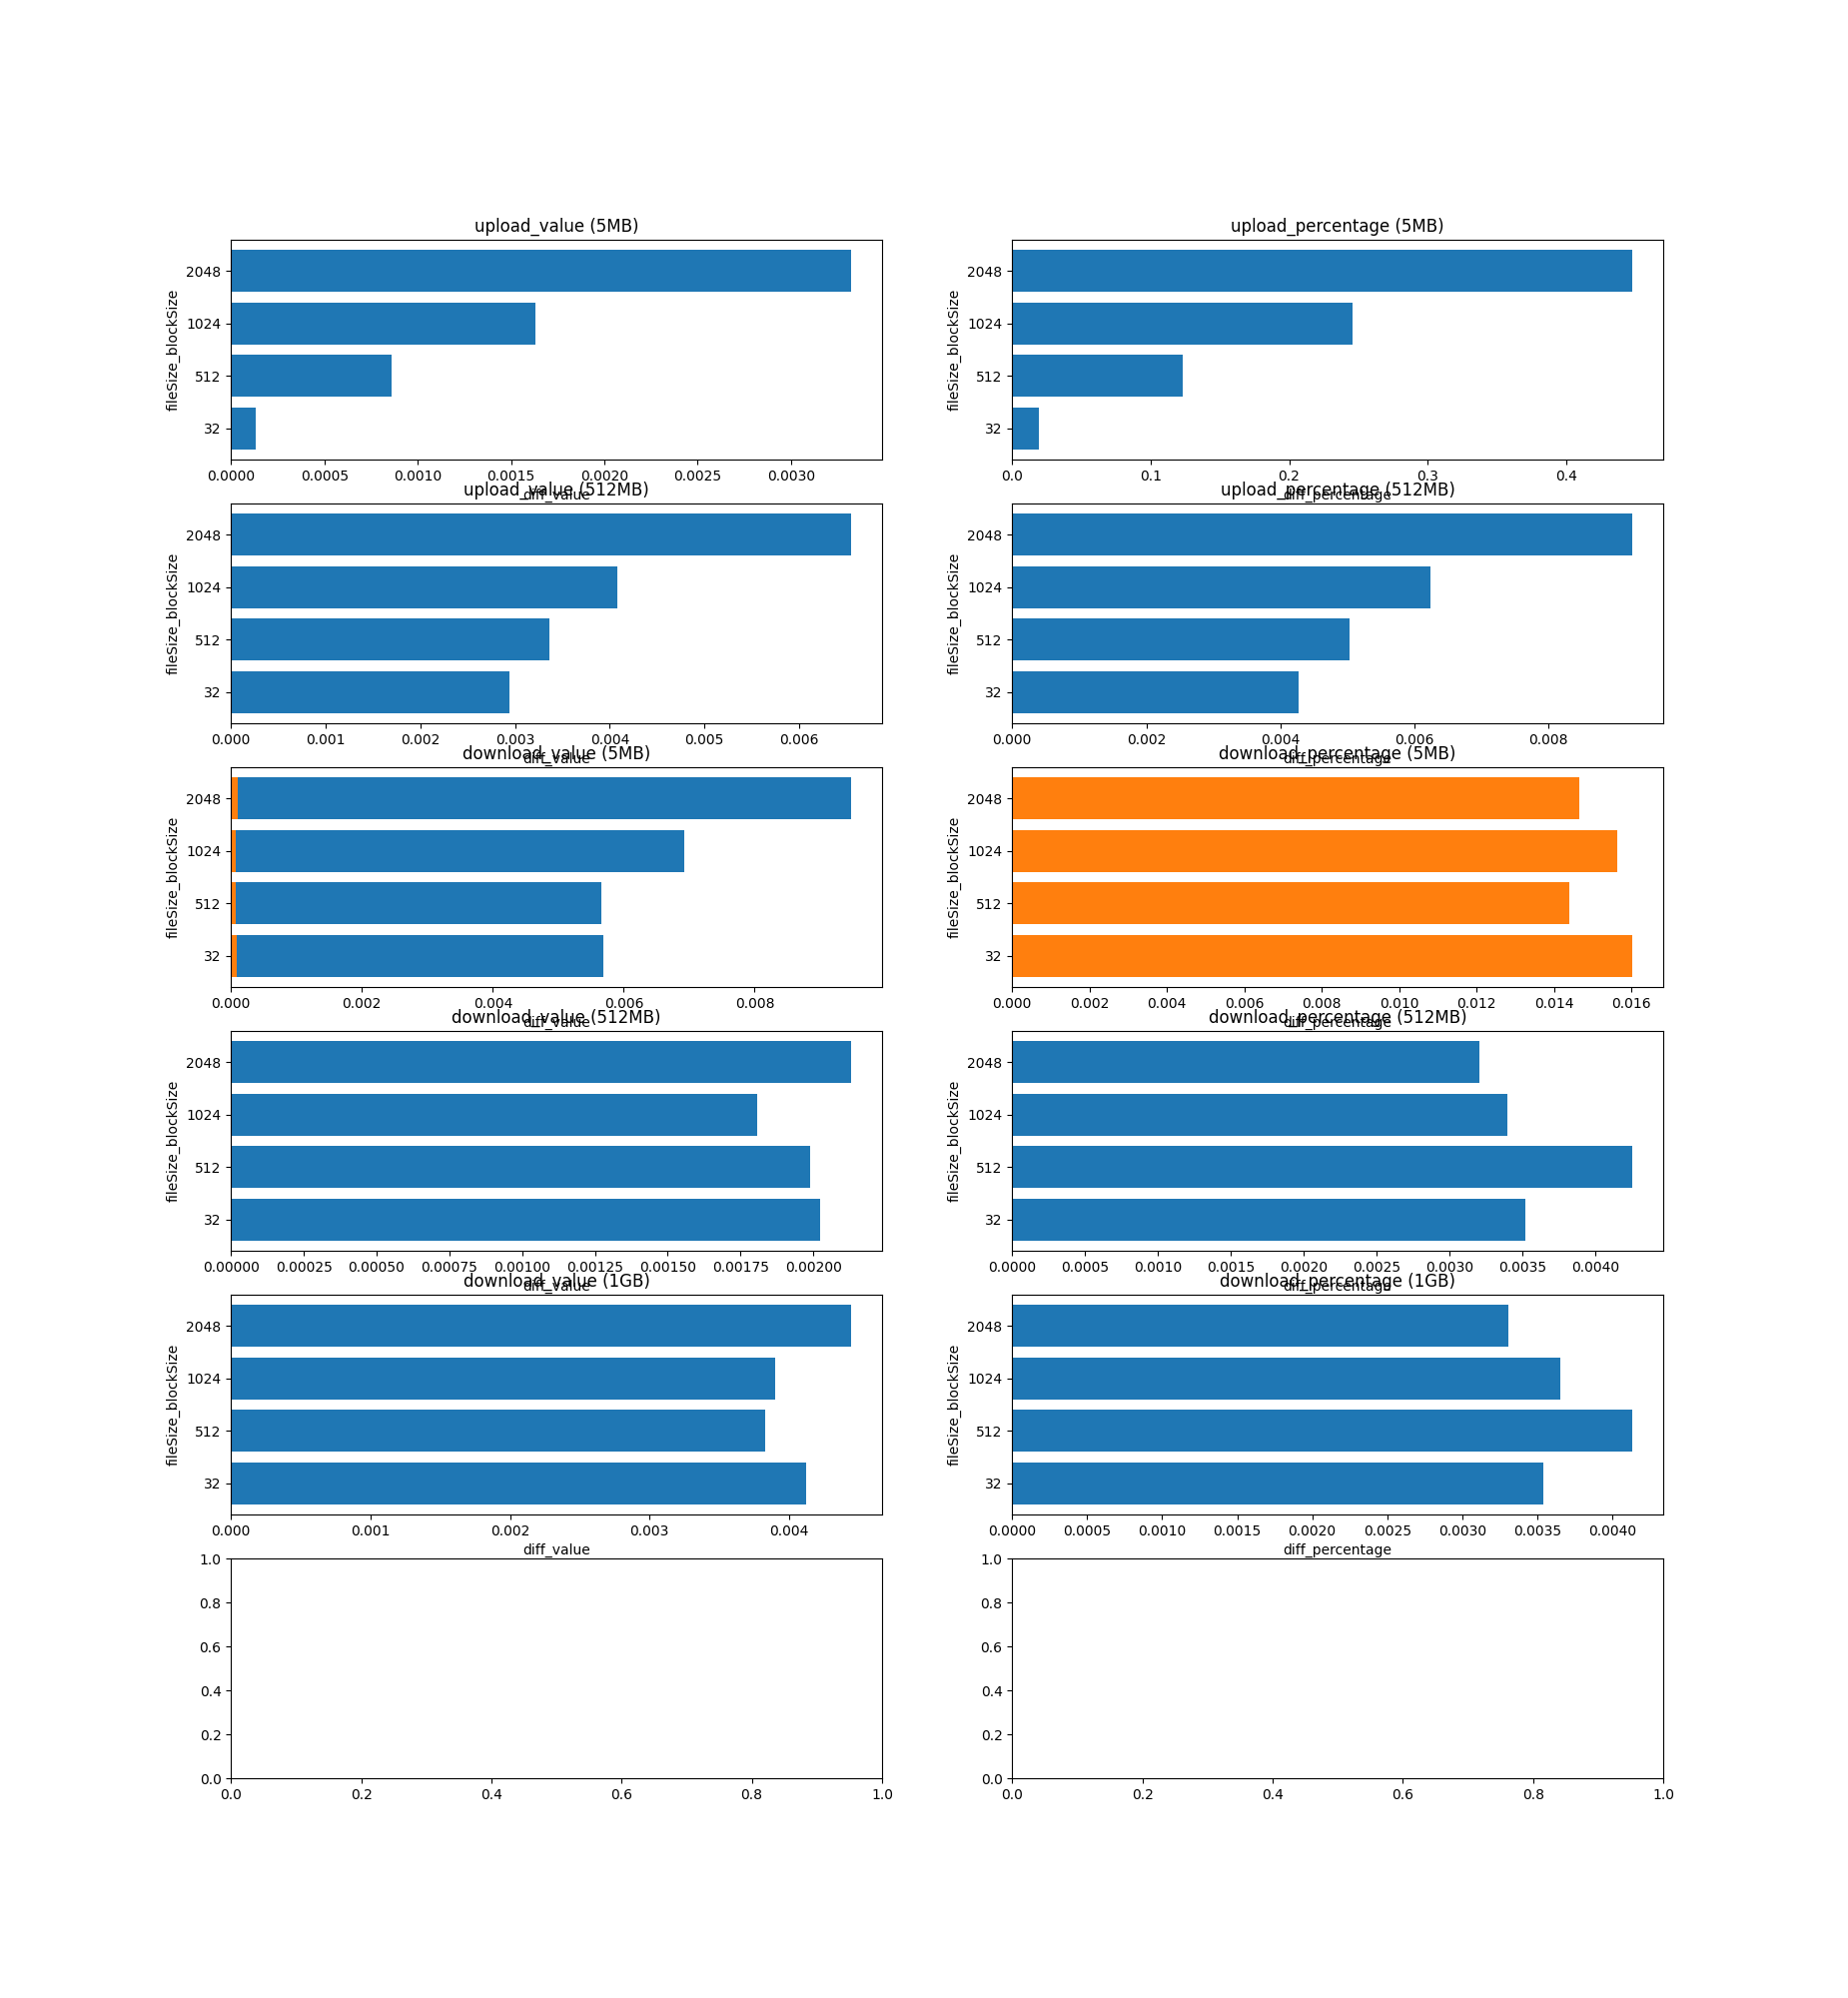 upload_value (5MB)
fileSize_blockSize
2048
1024
512
32
0.0000 0.0005 0.0010 0.0015 0.0020 0.0025 0.0030
diff_value
upload_percentage (5MB)
fileSize_blockSize
2048
1024
512
32
0.0 0.1 0.2 0.3 0.4
diff_percentage
upload_value (512MB)
fileSize_blockSize
2048
1024
512
32
0.000 0.001 0.002 0.003 0.004 0.005 0.006
diff_value
upload_percentage (512MB)
fileSize_blockSize
2048
1024
512
32
0.000 0.002 0.004 0.006 0.008
diff_percentage
download_value (5MB)
fileSize_blockSize
2048
1024
512
32
0.000 0.002 0.004 0.006 0.008
diff_value
download_percentage (5MB)
fileSize_blockSize
2048
1024
512
32
0.000 0.002 0.004 0.006 0.008 0.010 0.012 0.014 0.016
diff_percentage
download_value (512MB)
fileSize_blockSize
2048
1024
512
32
0.00000 0.00025 0.00050 0.00075 0.00100 0.00125 0.00150 0.00175 0.00200
diff_value
download_percentage (512MB)
fileSize_blockSize
2048
1024
512
32
0.0000 0.0005 0.0010 0.0015 0.0020 0.0025 0.0030 0.0035 0.0040
diff_percentage
download_value (1GB)
fileSize_blockSize
2048
1024
512
32
0.000 0.001 0.002 0.003 0.004
diff_value
download_percentage (1GB)
fileSize_blockSize
2048
1024
512
32
0.0000 0.0005 0.0010 0.0015 0.0020 0.0025 0.0030 0.0035 0.0040
diff_percentage
1.0
0.8
0.6
0.4
0.2
0.0
0.0 0.2 0.4 0.6 0.8 1.0
1.0
0.8
0.6
0.4
0.2
0.0
0.0 0.2 0.4 0.6 0.8 1.0